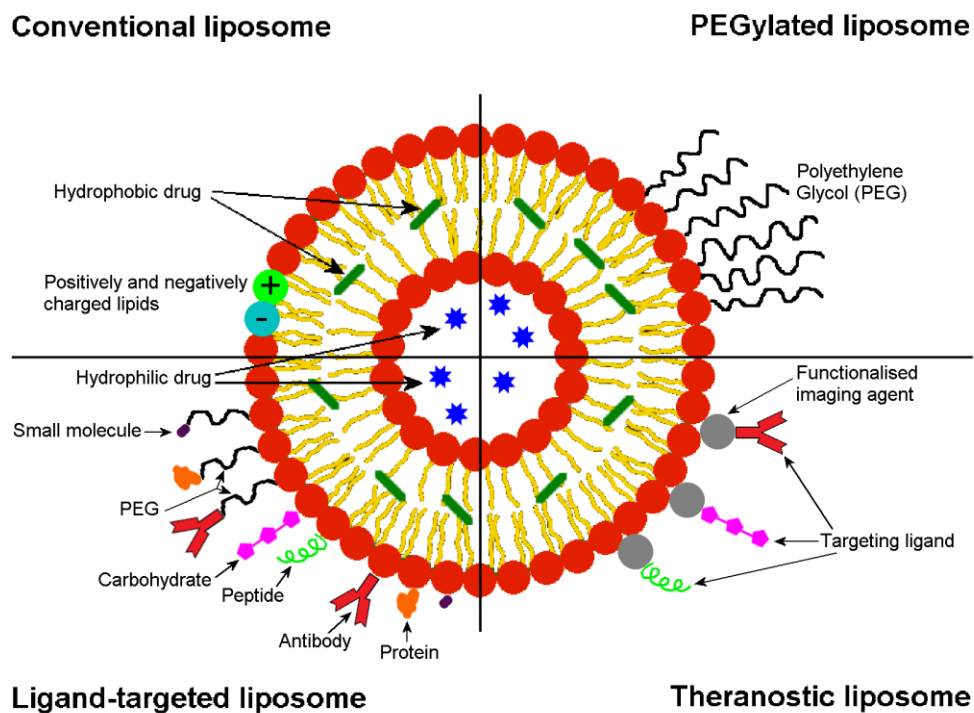 Conventional liposome
PEGylated liposome
Hydrophobic drug
Polyethylene
Glycol (PEG)
Positively and negatively
charged lipids
+
-
Hydrophilic drug
Functionalised
imaging agent
Small molecule
PEG
Targeting ligand
Carbohydrate
Peptide
Antibody
Protein
Ligand-targeted liposome
Theranostic liposome